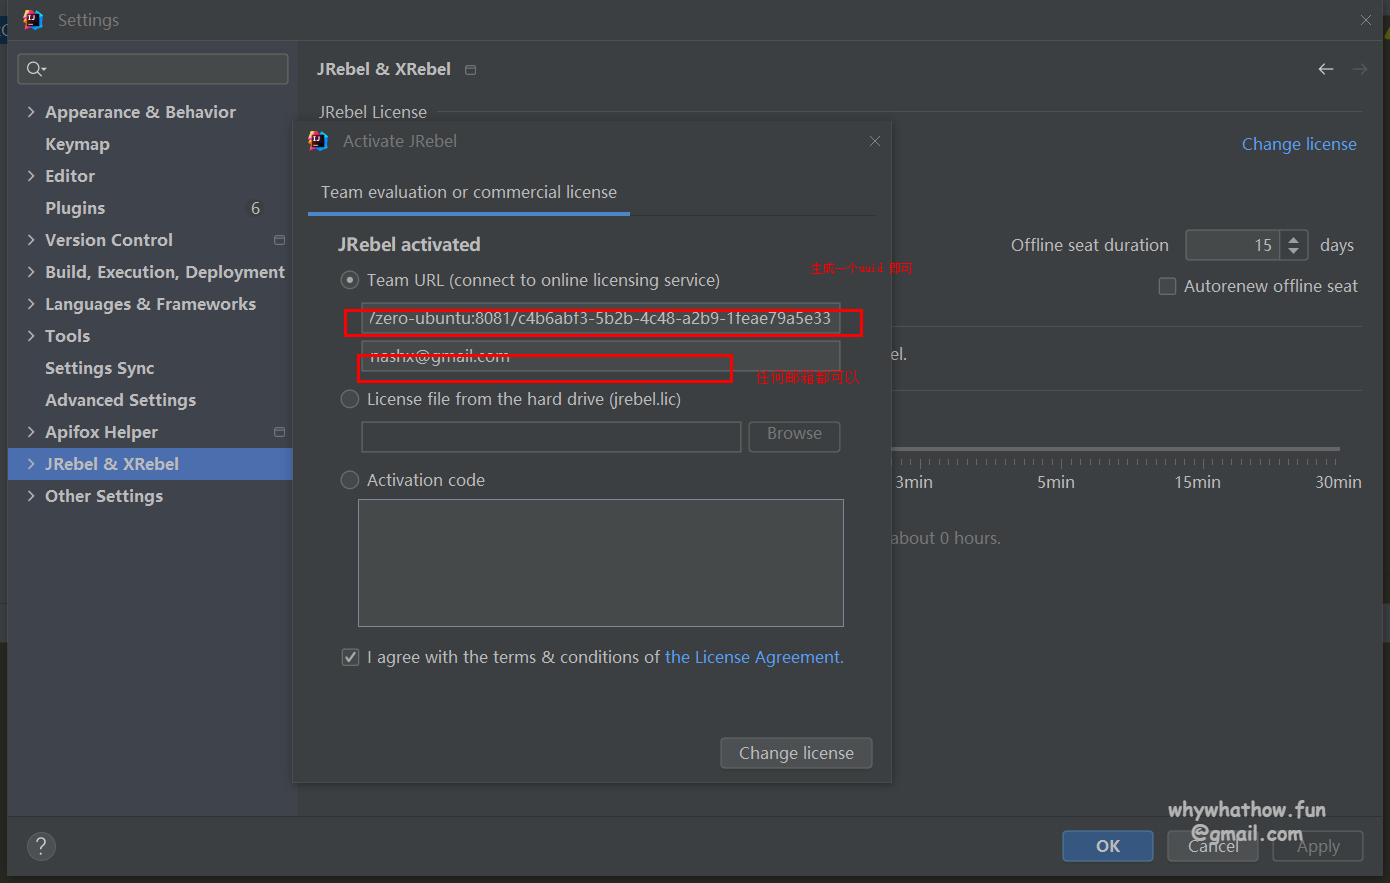 Settings
JRebel & XRebel
Appearance & Behavior
Keymap
Editor
Plugins 6
Version Control
Build, Execution, Deployment
Languages & Frameworks
Tools
Settings Sync
Advanced Settings
Apifox Helper
JRebel & XRebel
Other Settings
JRebel License
Change license
Offline seat duration 15 days
Autorenew offline seat
el.
3min 5min 15min 30min
about 0 hours.
Activate JRebel
Team evaluation or commercial license
JRebel activated
Team URL (connect to online licensing service)
生成一个 即可
/zero-ubuntu:8081/c4b6abf3-5b2b-4c48-a2b9-1feae79a5e33
nashx@gmail.com
任何邮箱都可以
License file from the hard drive (jrebel.lic)
Browse
Activation code
I agree with the terms & conditions of the License Agreement.
Change license
whywhathow.fun
@gmail.com
? OK Cancel Apply